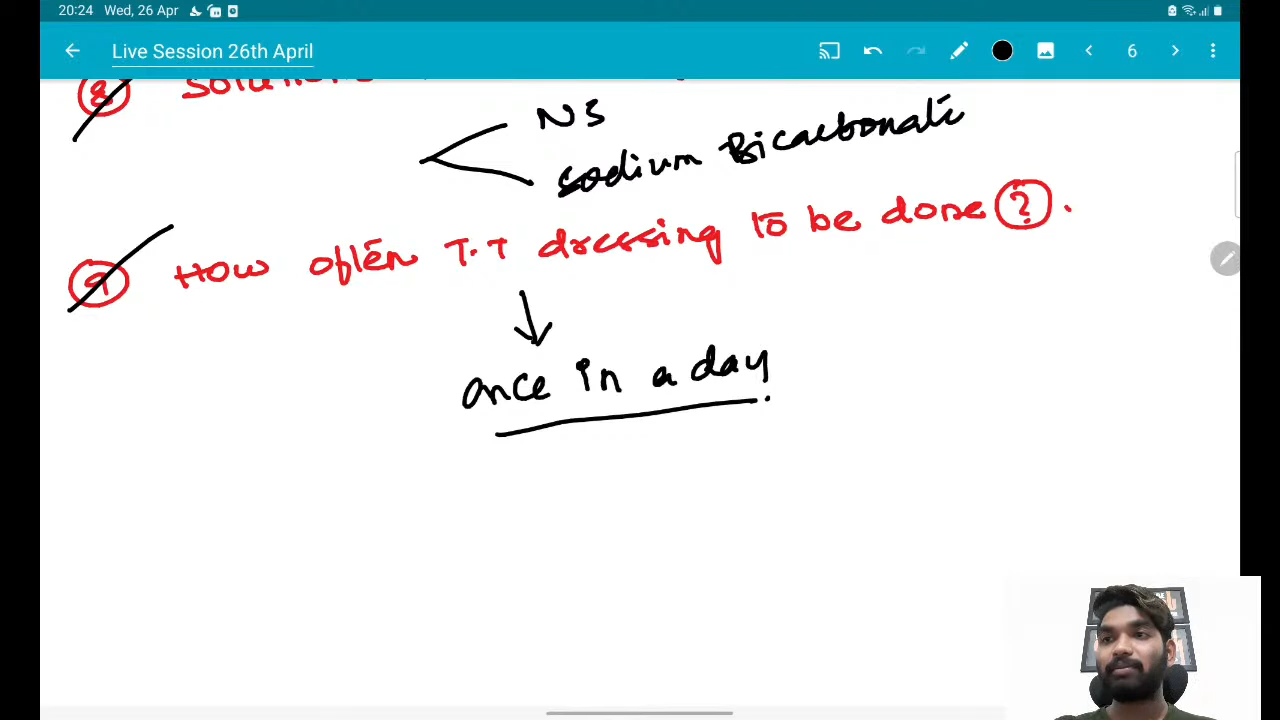 20:24 Wed, 26 Apr
Live Session 26th April
6
8
NS
sodium Bicarbonate
9 How often T.T dressing to be done ? .
once in a day.